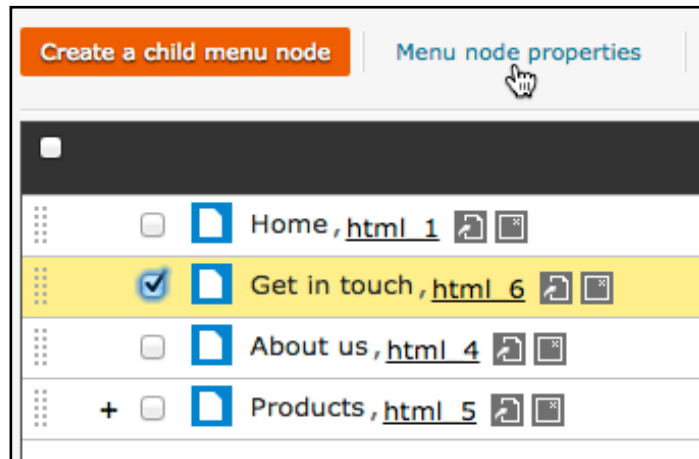 Create a child menu node Menu node properties
Home, html_1
Get in touch, html_6
About us, html_4
+ Products, html_5